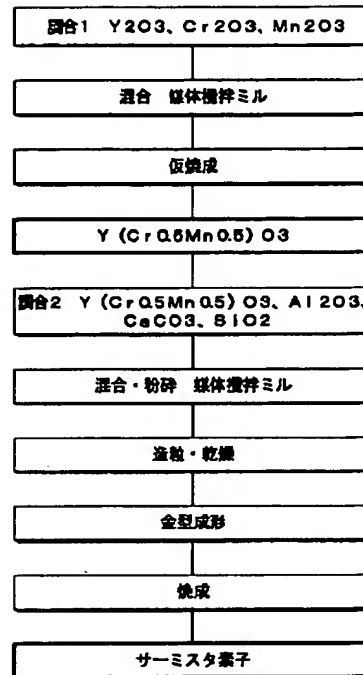 調合1 Y2O3、Cr2O3、Mn2O3
混合 媒体攪拌ミル
仮焼成
Y(Cr0.5Mn0.5)O3
調合2 Y(Cr0.5Mn0.5)O3、Al2O3、
CaCO3、SiO2
混合・粉砕 媒体攪拌ミル
造粒・乾燥
金型成形
焼成
サーミスタ素子